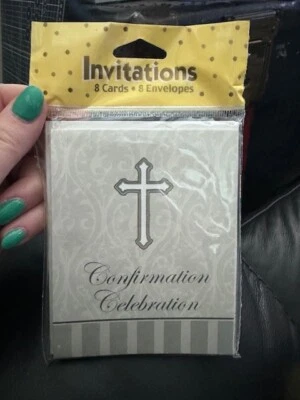 Invitations
8 Cards • 8 Envelopes
Confirmation
Celebration